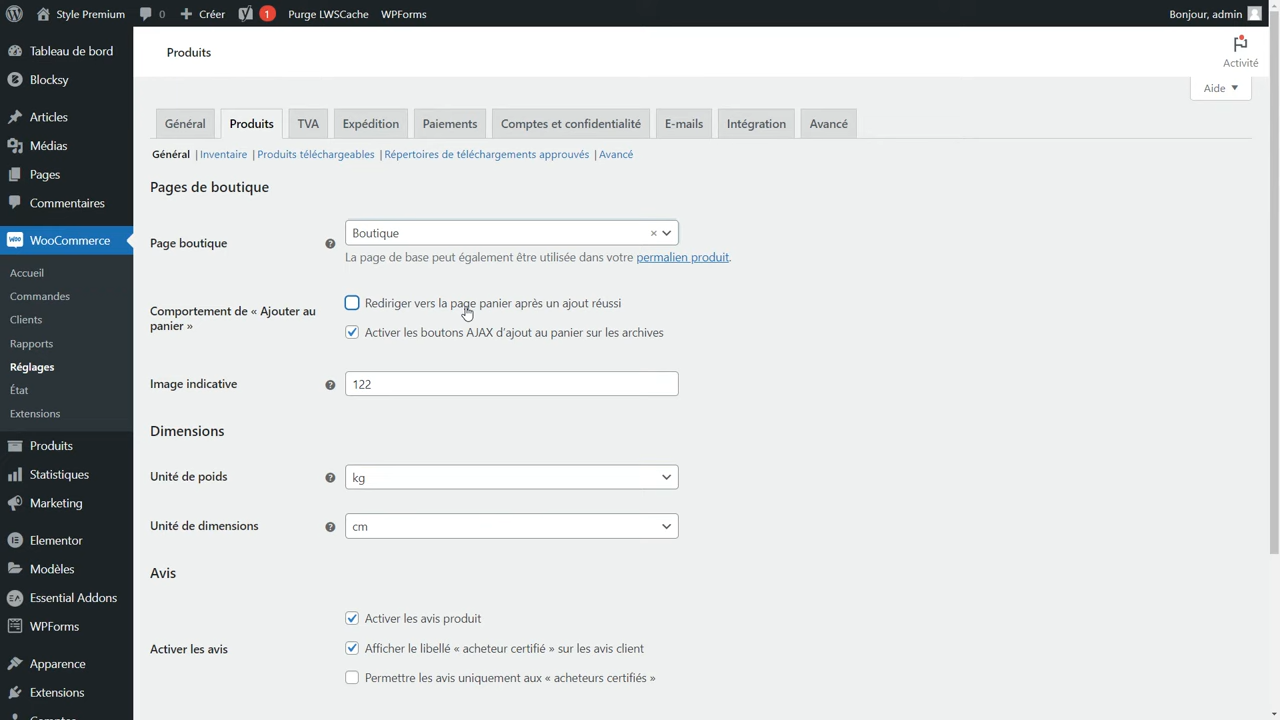 Style Premium 0 Créer 1 Purge LWSCache WPForms Bonjour, admin
Tableau de bord
Blocksy
Articles
Médias
Pages
Commentaires
WooCommerce
Accueil
Commandes
Clients
Rapports
Réglages
État
Extensions
Produits
Statistiques
Marketing
Elementor
Modèles
Essential Addons
WPForms
Apparence
Extensions
Produits
Activité
Aide
Général Produits TVA Expédition Paiements Comptes et confidentialité E-mails Intégration Avancé
Général | Inventaire | Produits téléchargeables | Répertoires de téléchargements approuvés | Avancé
Pages de boutique
Page boutique ? Boutique ×
La page de base peut également être utilisée dans votre permalien produit.
Comportement de « Ajouter au
panier »
Rediriger vers la page panier après un ajout réussi
Activer les boutons AJAX d'ajout au panier sur les archives
Image indicative ? 122
Dimensions
Unité de poids ? kg
Unité de dimensions ? cm
Avis
Activer les avis
Activer les avis produit
Afficher le libellé « acheteur certifié » sur les avis client
Permettre les avis uniquement aux « acheteurs certifiés »